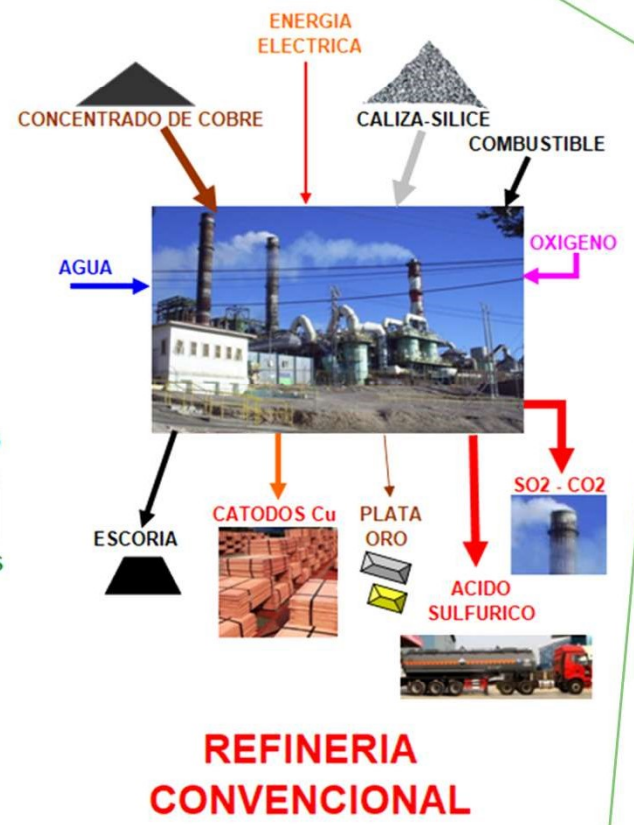 ENERGIA
ELECTRICA
CONCENTRADO DE COBRE
CALIZA-SILICE
COMBUSTIBLE
OXIGENO
AGUA
SO2 - CO2
CATODOS Cu
PLATA
ORO
ESCORIA
ACIDO
SULFURICO
REFINERIA
CONVENCIONAL